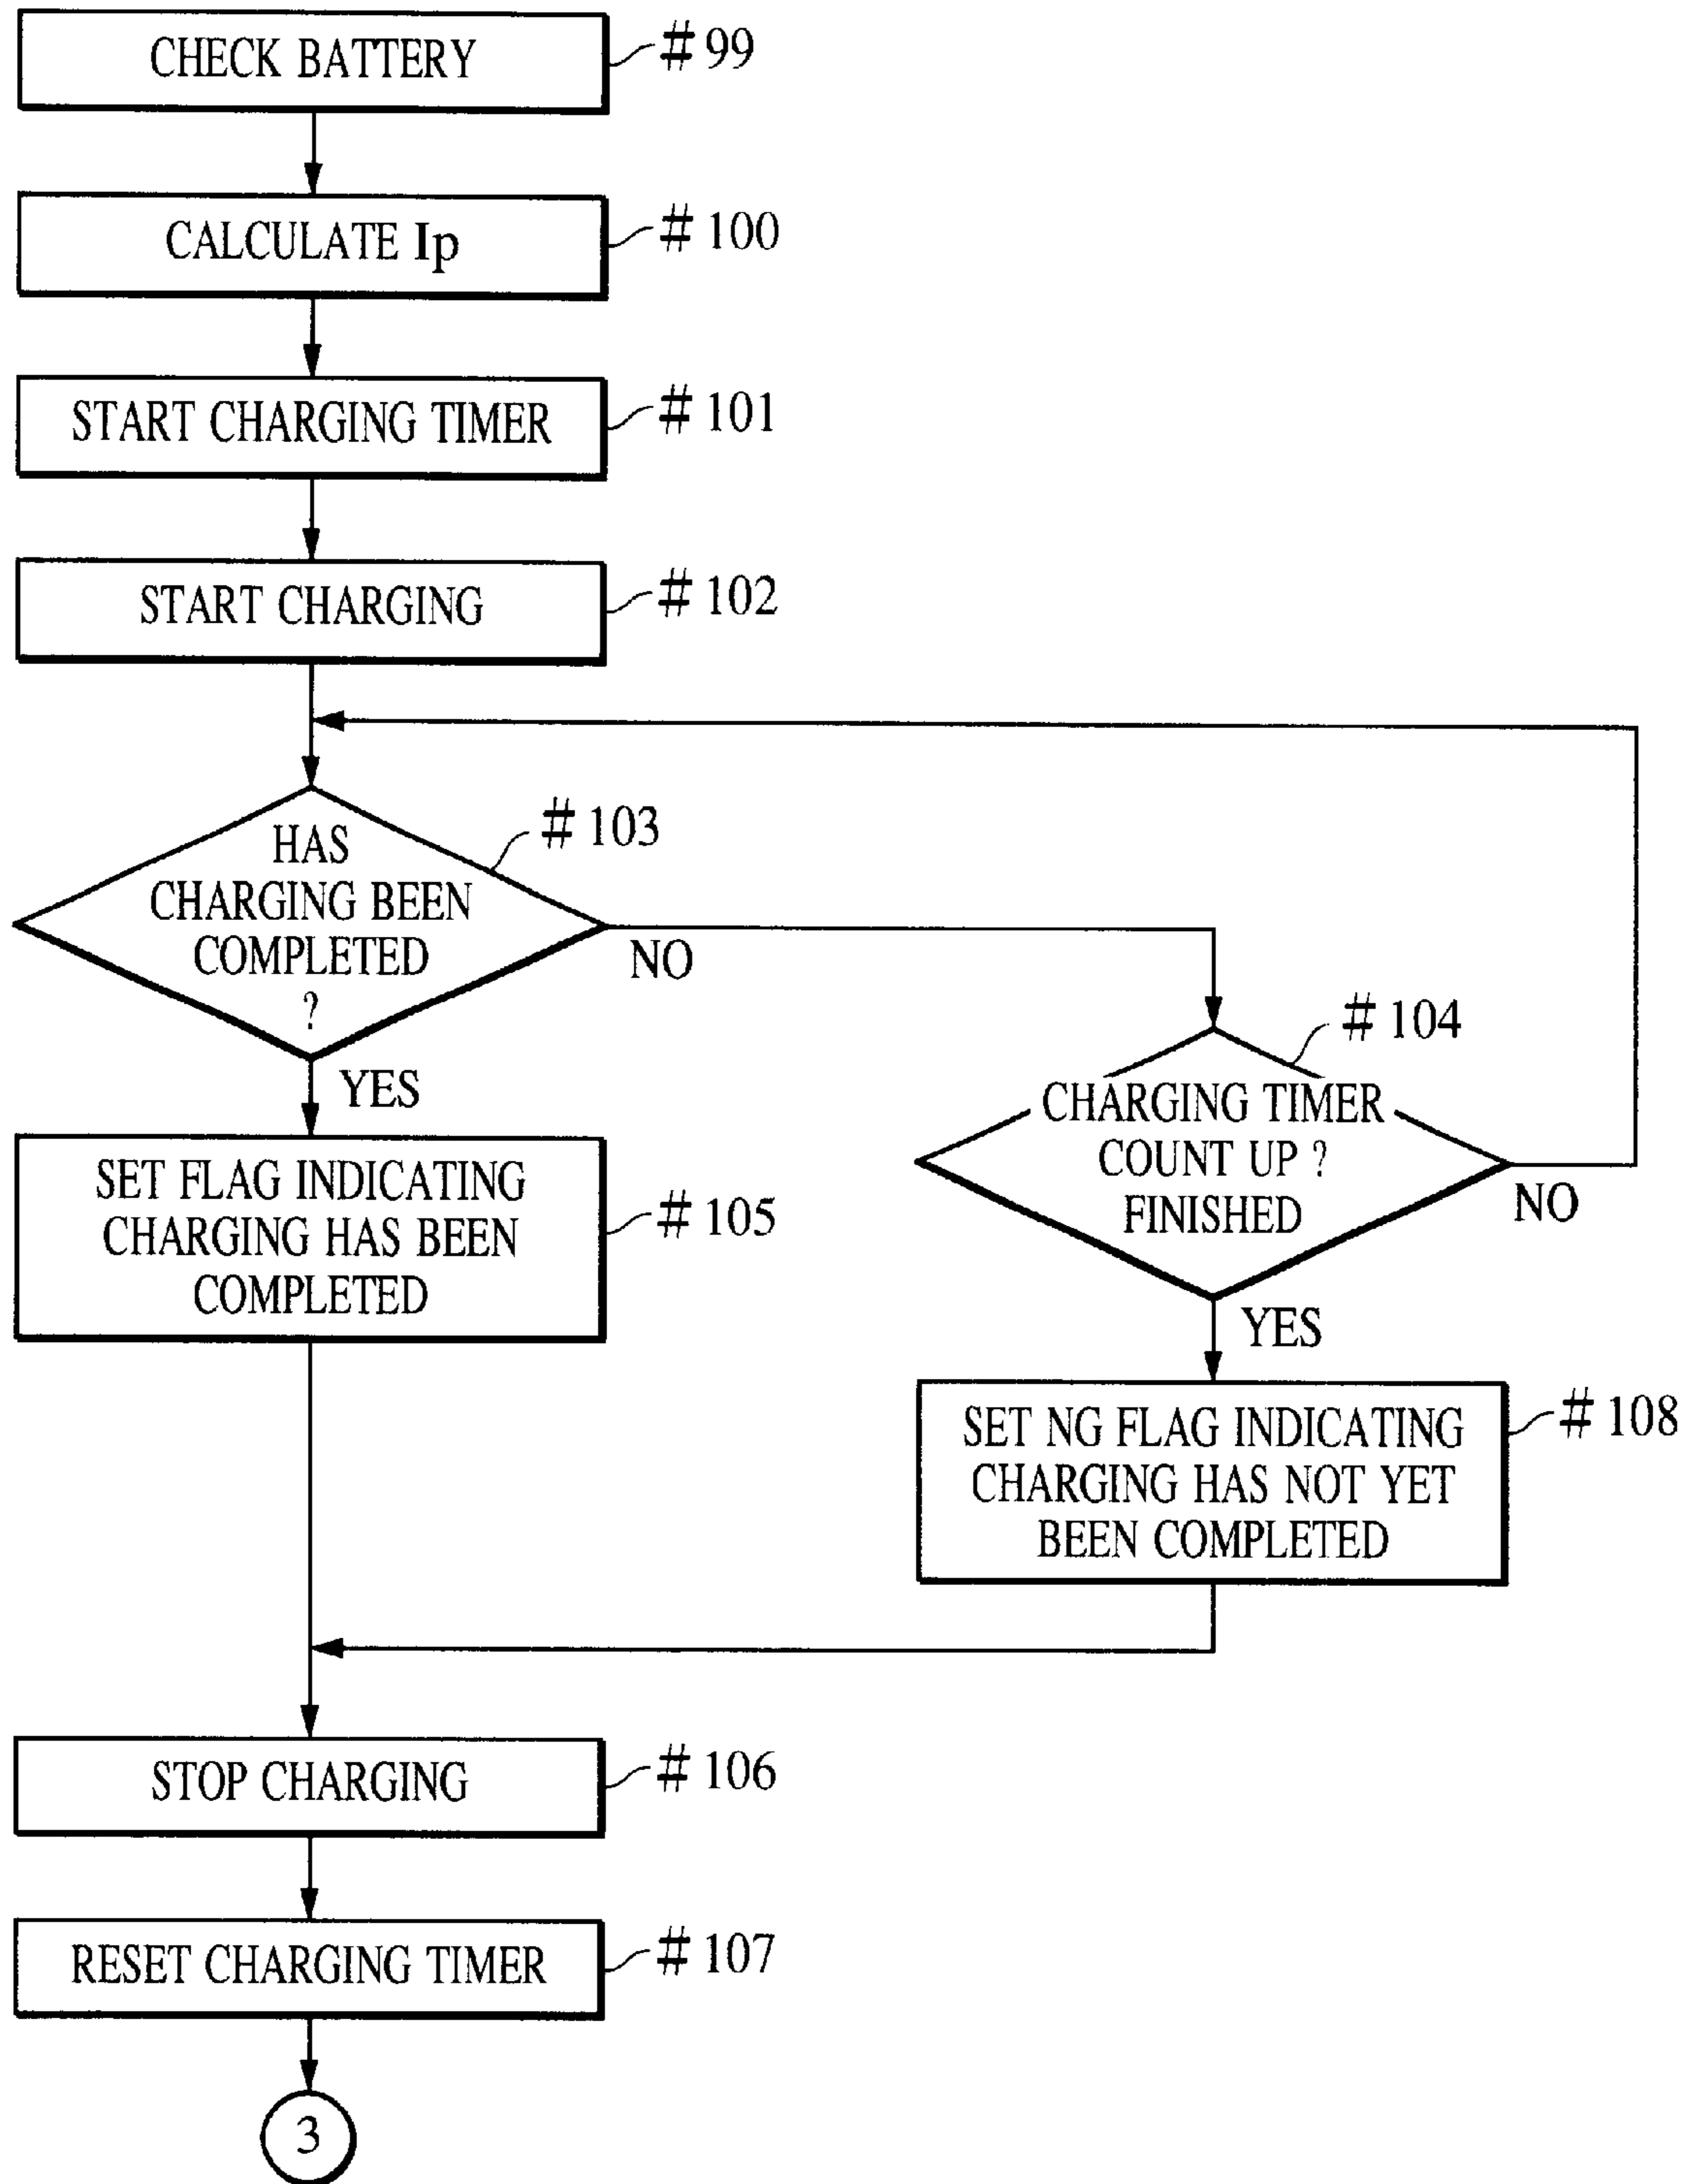 CHECK BATTERY
# 99
CALCULATE Ip
# 100
START CHARGING TIMER
# 101
START CHARGING
# 102
HAS
CHARGING BEEN
COMPLETED
?
# 103
NO
YES
CHARGING TIMER
COUNT UP ?
FINISHED
# 104
NO
YES
SET FLAG INDICATING
CHARGING HAS BEEN
COMPLETED
# 105
SET NG FLAG INDICATING
CHARGING HAS NOT YET
BEEN COMPLETED
# 108
STOP CHARGING
# 106
RESET CHARGING TIMER
# 107
3